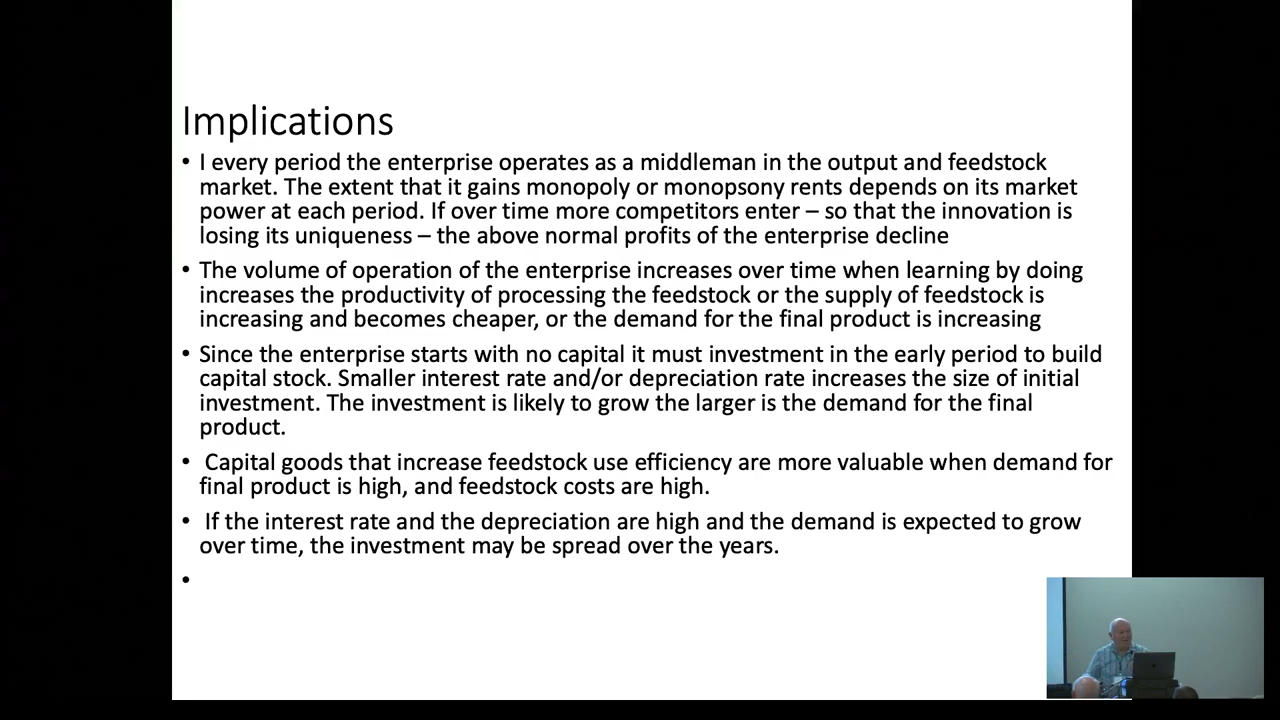 Implications
• I every period the enterprise operates as a middleman in the output and feedstock
market. The extent that it gains monopoly or monopsony rents depends on its market
power at each period. If over time more competitors enter – so that the innovation is
losing its uniqueness – the above normal profits of the enterprise decline
• The volume of operation of the enterprise increases over time when learning by doing
increases the productivity of processing the feedstock or the supply of feedstock is
increasing and becomes cheaper, or the demand for the final product is increasing
• Since the enterprise starts with no capital it must investment in the early period to build
capital stock. Smaller interest rate and/or depreciation rate increases the size of initial
investment. The investment is likely to grow the larger is the demand for the final
product.
• Capital goods that increase feedstock use efficiency are more valuable when demand for
final product is high, and feedstock costs are high.
• If the interest rate and the depreciation are high and the demand is expected to grow
over time, the investment may be spread over the years.
•